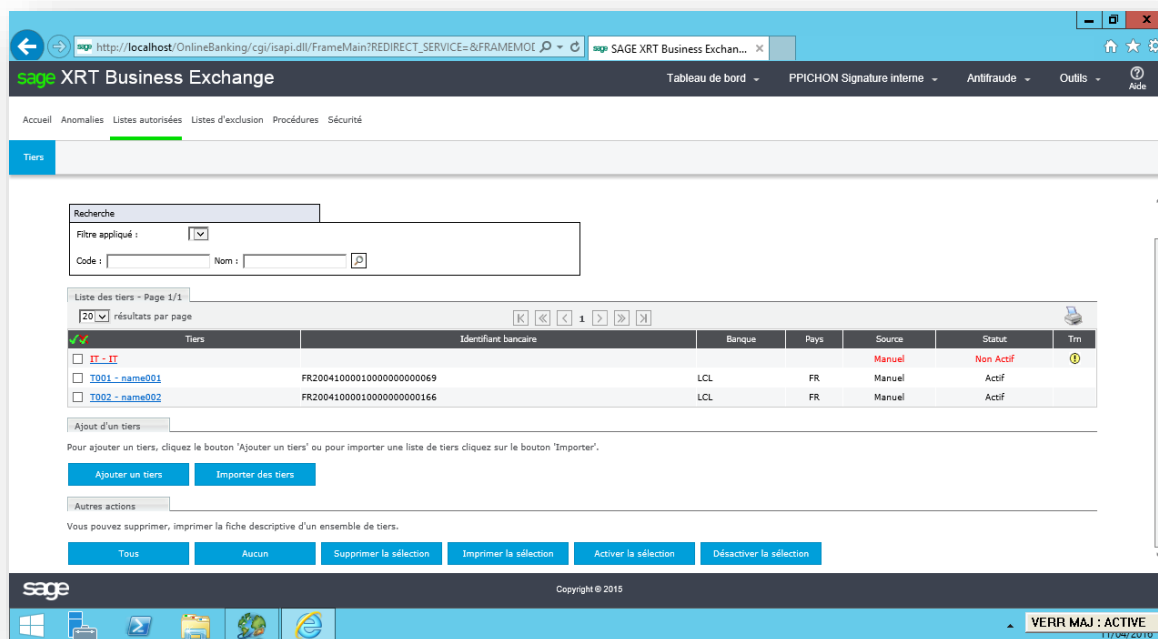 http://localhost/OnlineBanking/cgi/isapi.dll/FrameMain?REDIRECT_SERVICE=&FRAMEMOI
sage SAGE XRT Business Exchan...
sage XRT Business Exchange
Tableau de bord PPICHON Signature interne Antifraude Outils Aide
Accueil Anomalies Listes autorisées Listes d'exclusion Procédures Sécurité
Tiers
Recherche
Filtre appliqué :
Code : Nom :
Liste des tiers - Page 1/1
20 résultats par page 1
Tiers Identifiant bancaire Banque Pays Source Statut Trn
IT - IT Manuel Non Actif
T001 - name001 FR20041000010000000000069 LCL FR Manuel Actif
T002 - name002 FR20041000010000000000166 LCL FR Manuel Actif
Ajout d'un tiers
Pour ajouter un tiers, cliquez le bouton 'Ajouter un tiers' ou pour importer une liste de tiers cliquez sur le bouton 'Importer'.
Ajouter un tiers Importer des tiers
Autres actions
Vous pouvez supprimer, imprimer la fiche descriptive d'un ensemble de tiers.
Tous Aucun Supprimer la sélection Imprimer la sélection Activer la sélection Désactiver la sélection
sage Copyright © 2015
VERR MAJ : ACTIVE
11/04/2016